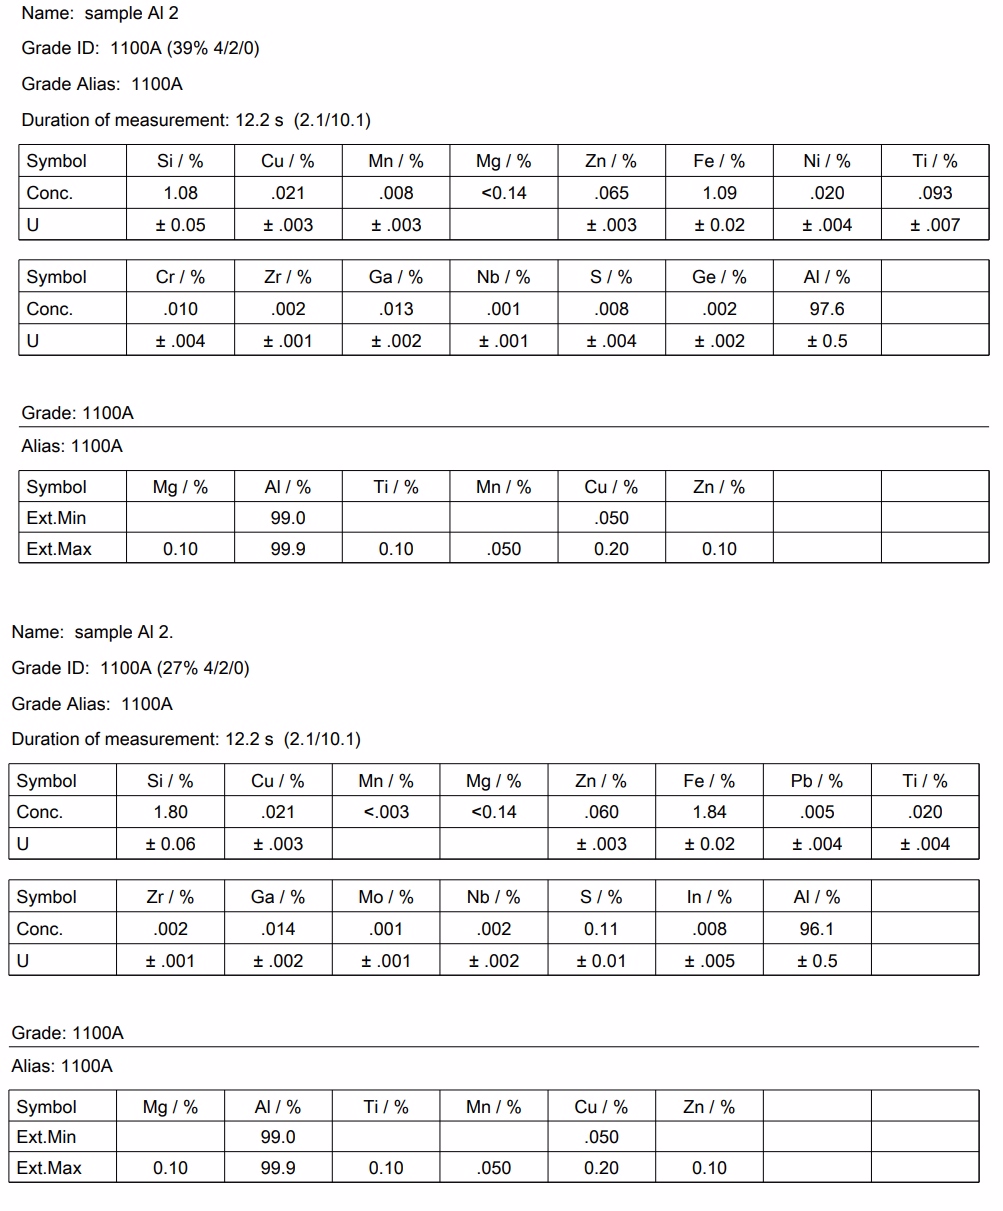 Name: sample Al 2
Grade ID: 1100A (39% 4/2/0)
Grade Alias: 1100A
Duration of measurement: 12.2 s (2.1/10.1)
Symbol Si / % Cu / % Mn / % Mg / % Zn / % Fe / % Ni / % Ti / %
Conc. 1.08 .021 .008 <0.14 .065 1.09 .020 .093
U ± 0.05 ± .003 ± .003 ± .003 ± 0.02 ± .004 ± .007
Symbol Cr / % Zr / % Ga / % Nb / % S / % Ge / % Al / %
Conc. .010 .002 .013 .001 .008 .002 97.6
U ± .004 ± .001 ± .002 ± .001 ± .004 ± .002 ± 0.5
Grade: 1100A
Alias: 1100A
Symbol Mg / % Al / % Ti / % Mn / % Cu / % Zn / %
Ext.Min 99.0 .050
Ext.Max 0.10 99.9 0.10 .050 0.20 0.10
Name: sample Al 2.
Grade ID: 1100A (27% 4/2/0)
Grade Alias: 1100A
Duration of measurement: 12.2 s (2.1/10.1)
Symbol Si / % Cu / % Mn / % Mg / % Zn / % Fe / % Pb / % Ti / %
Conc. 1.80 .021 <.003 <0.14 .060 1.84 .005 .020
U ± 0.06 ± .003 ± .003 ± 0.02 ± .004 ± .004
Symbol Zr / % Ga / % Mo / % Nb / % S / % In / % Al / %
Conc. .002 .014 .001 .002 0.11 .008 96.1
U ± .001 ± .002 ± .001 ± .002 ± 0.01 ± .005 ± 0.5
Grade: 1100A
Alias: 1100A
Symbol Mg / % Al / % Ti / % Mn / % Cu / % Zn / %
Ext.Min 99.0 .050
Ext.Max 0.10 99.9 0.10 .050 0.20 0.10